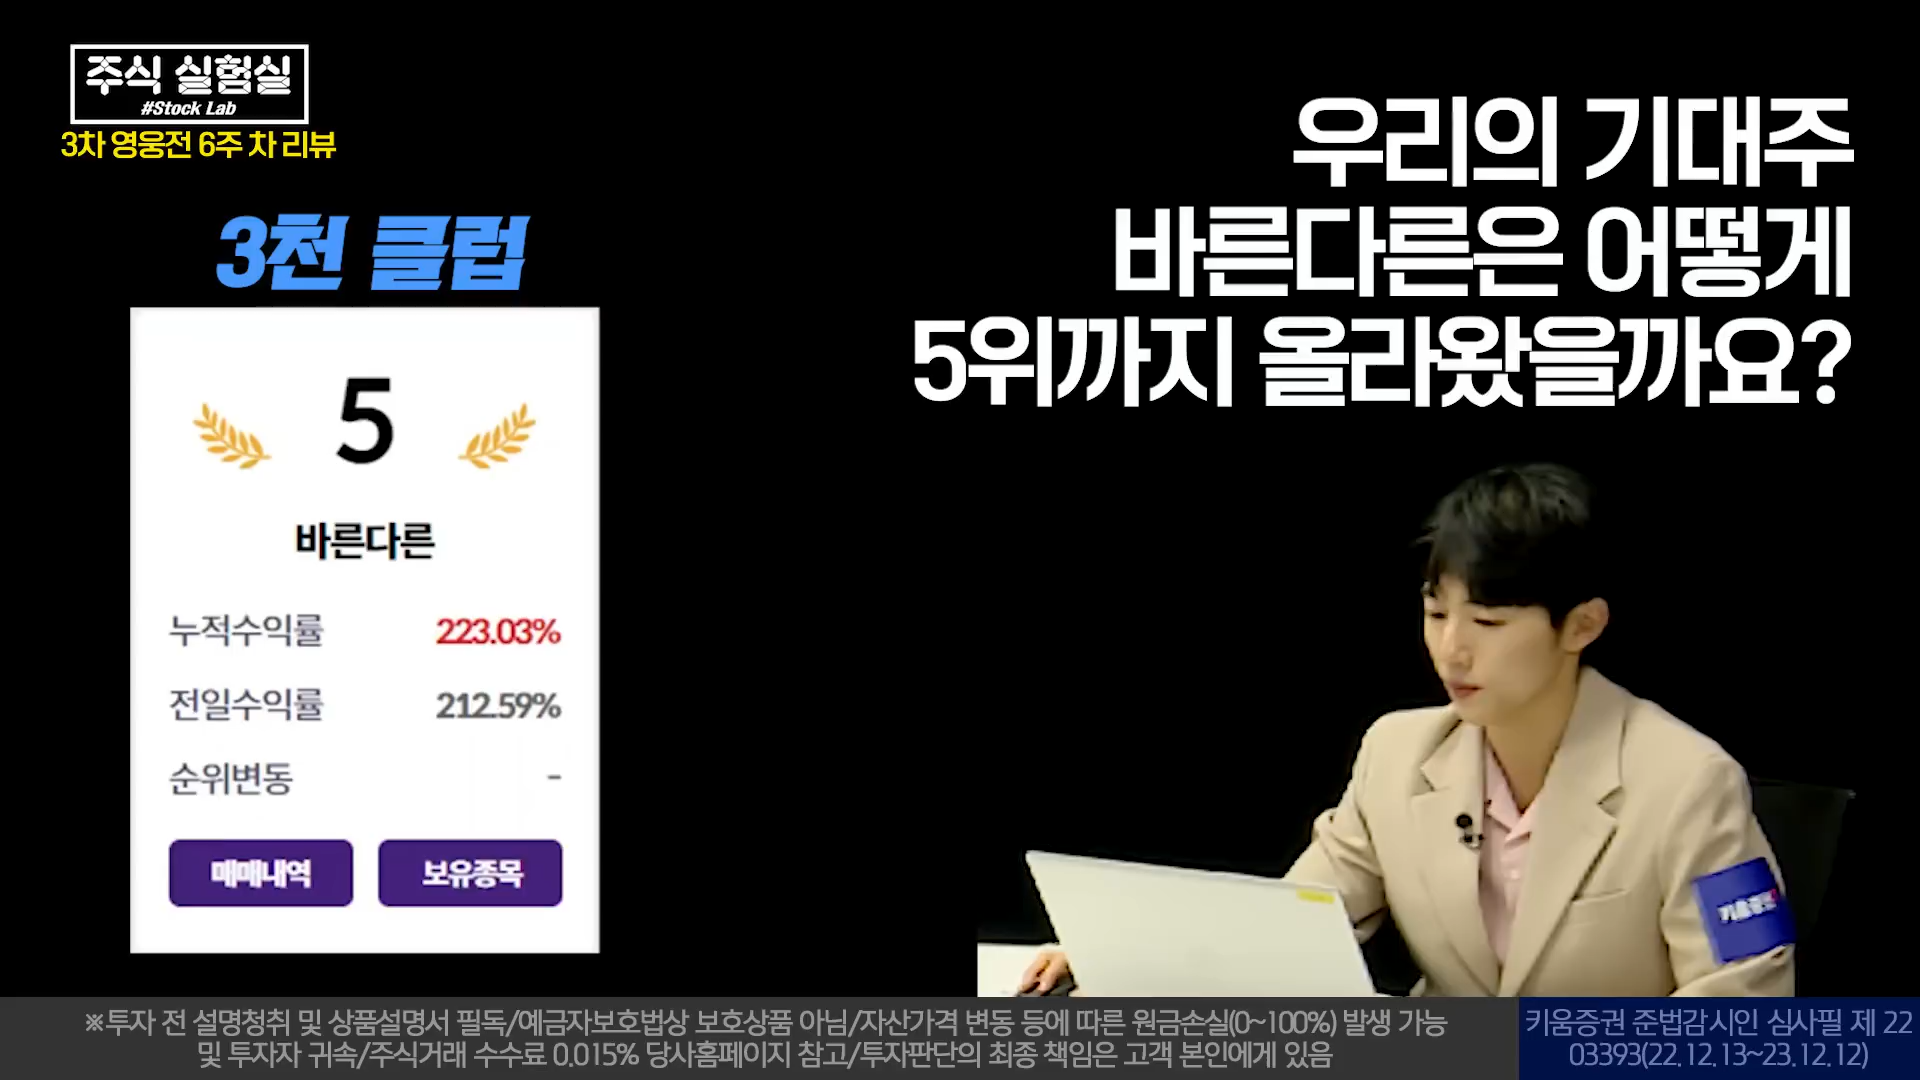 주식 실험실
#Stock Lab
3차 영웅전 6주 차 리뷰
우리의 기대주
바른다른은 어떻게
5위까지 올라왔을까요?
3천 클럽
5
바른다른
누적수익률 223.03%
전일수익률 212.59%
순위변동 -
매매내역 보유종목
키움증권
※투자 전 설명청취 및 상품설명서 필독/예금자보호법상 보호상품 아님/자산가격 변동 등에 따른 원금손실(0~100%) 발생 가능
및 투자자 귀속/주식거래 수수료 0.015% 당사홈페이지 참고/투자판단의 최종 책임은 고객 본인에게 있음
키움증권 준법감시인 심사필 제 22
03393(22.12.13~23.12.12)